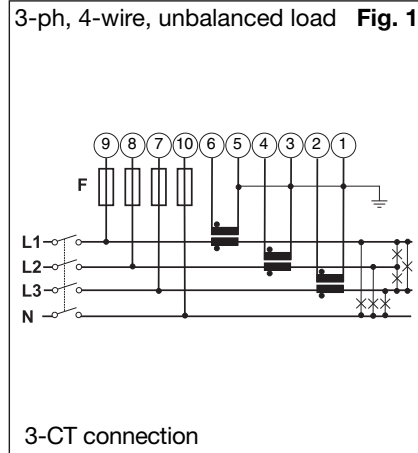 3-ph, 4-wire, unbalanced load Fig. 1
9 8 7 10 6 5 4 3 2 1
F
L1
L2
L3
N
3-CT connection